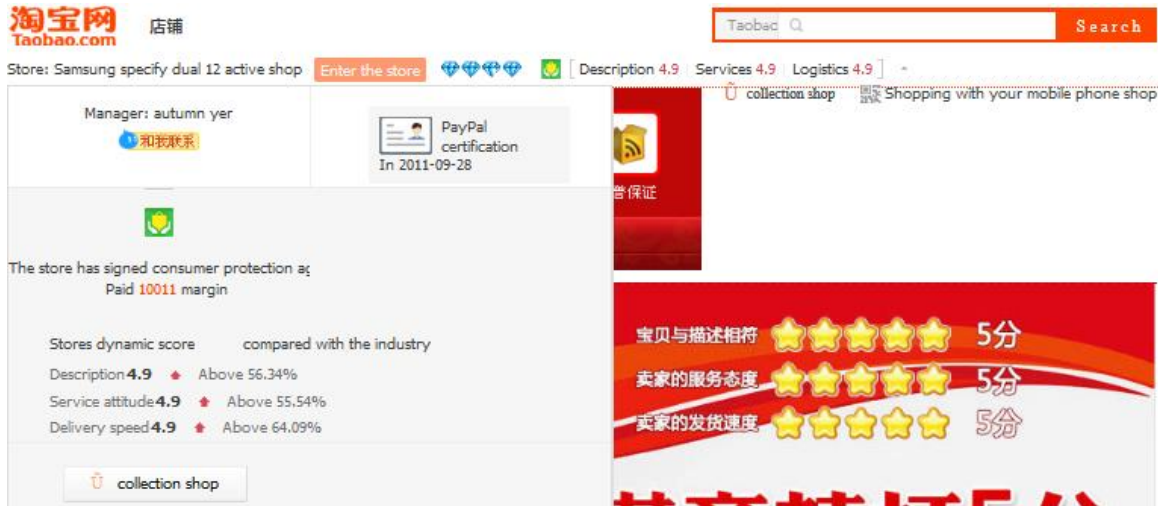 淘宝网
Taobao.com
店铺
Taobao
Search
Store: Samsung specify dual 12 active shop Enter the store [ Description 4.9 Services 4.9 Logistics 4.9 ]
collection shop Shopping with your mobile phone shop
Manager: autumn yer
和我联系
PayPal
certification
In 2011-09-28
保证
The store has signed consumer protection
Paid 10011 margin
Stores dynamic score compared with the industry
Description 4.9 Above 56.34%
Service attitude 4.9 Above 55.54%
Delivery speed 4.9 Above 64.09%
collection shop
宝贝与描述相符 5分
卖家的服务态度 5分
卖家的发货速度 5分